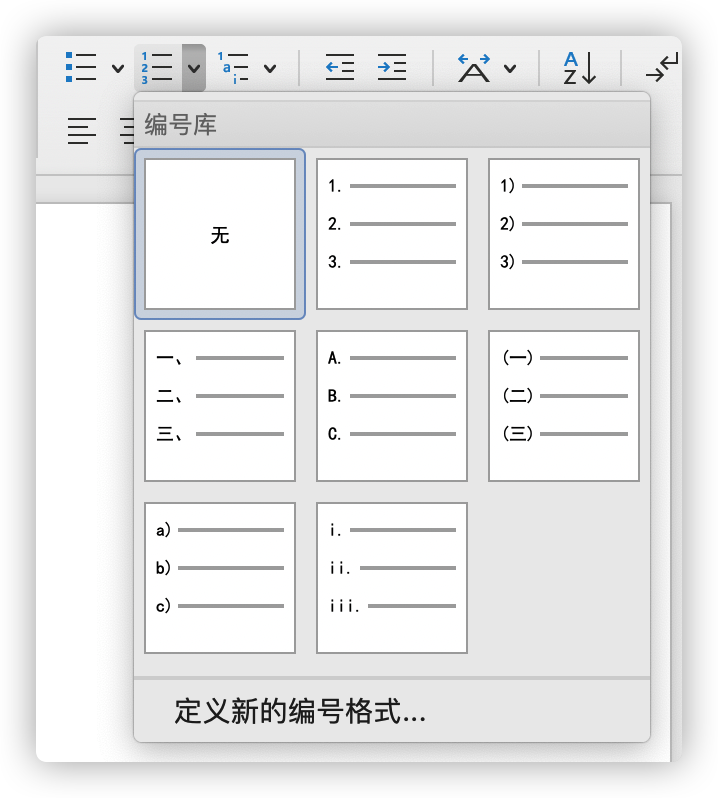 编号库
无
1.
2.
3.
1)
2)
3)
一、
二、
三、
A.
B.
C.
(一)
(二)
(三)
a)
b)
c)
i.
ii.
iii.
定义新的编号格式...